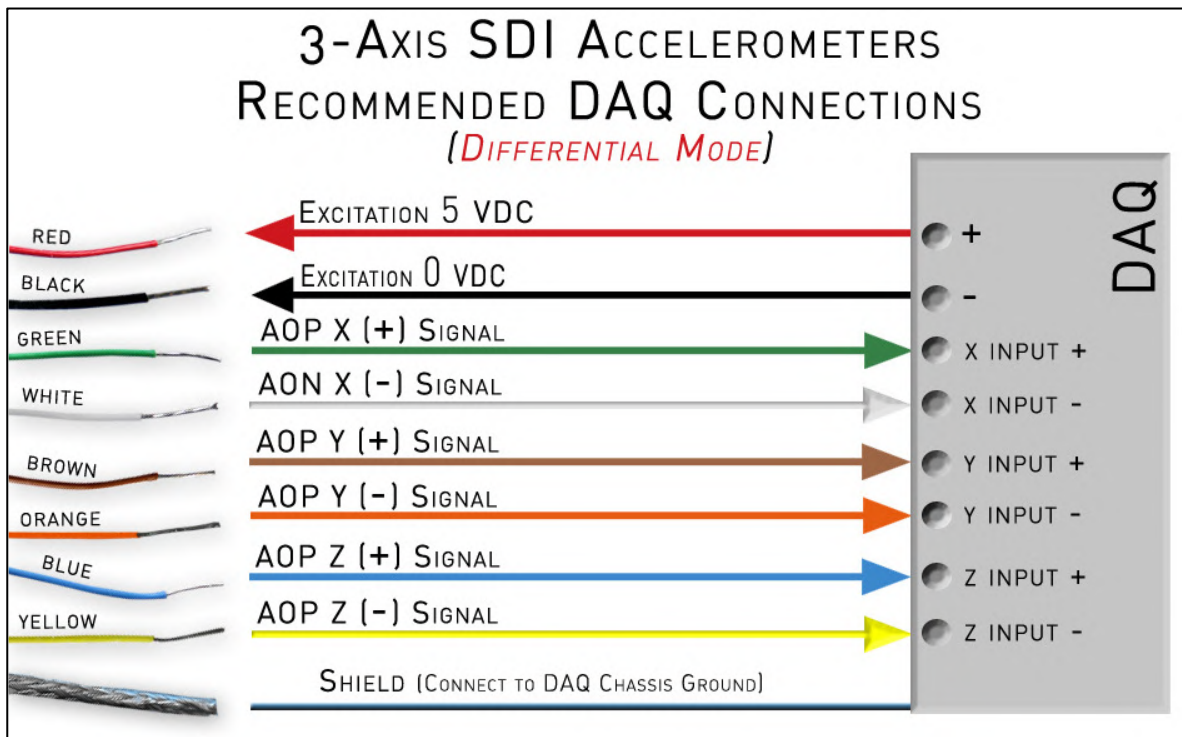 3-Axis SDI Accelerometers
Recommended DAQ Connections
(Differential Mode)
DAQ
RED
Excitation 5 VDC
+
BLACK
Excitation 0 VDC
-
GREEN
AOP X (+) Signal
X INPUT +
WHITE
AON X (-) Signal
X INPUT -
BROWN
AOP Y (+) Signal
Y INPUT +
ORANGE
AOP Y (-) Signal
Y INPUT -
BLUE
AOP Z (+) Signal
Z INPUT +
YELLOW
AOP Z (-) Signal
Z INPUT -
Shield (Connect to DAQ Chassis Ground)